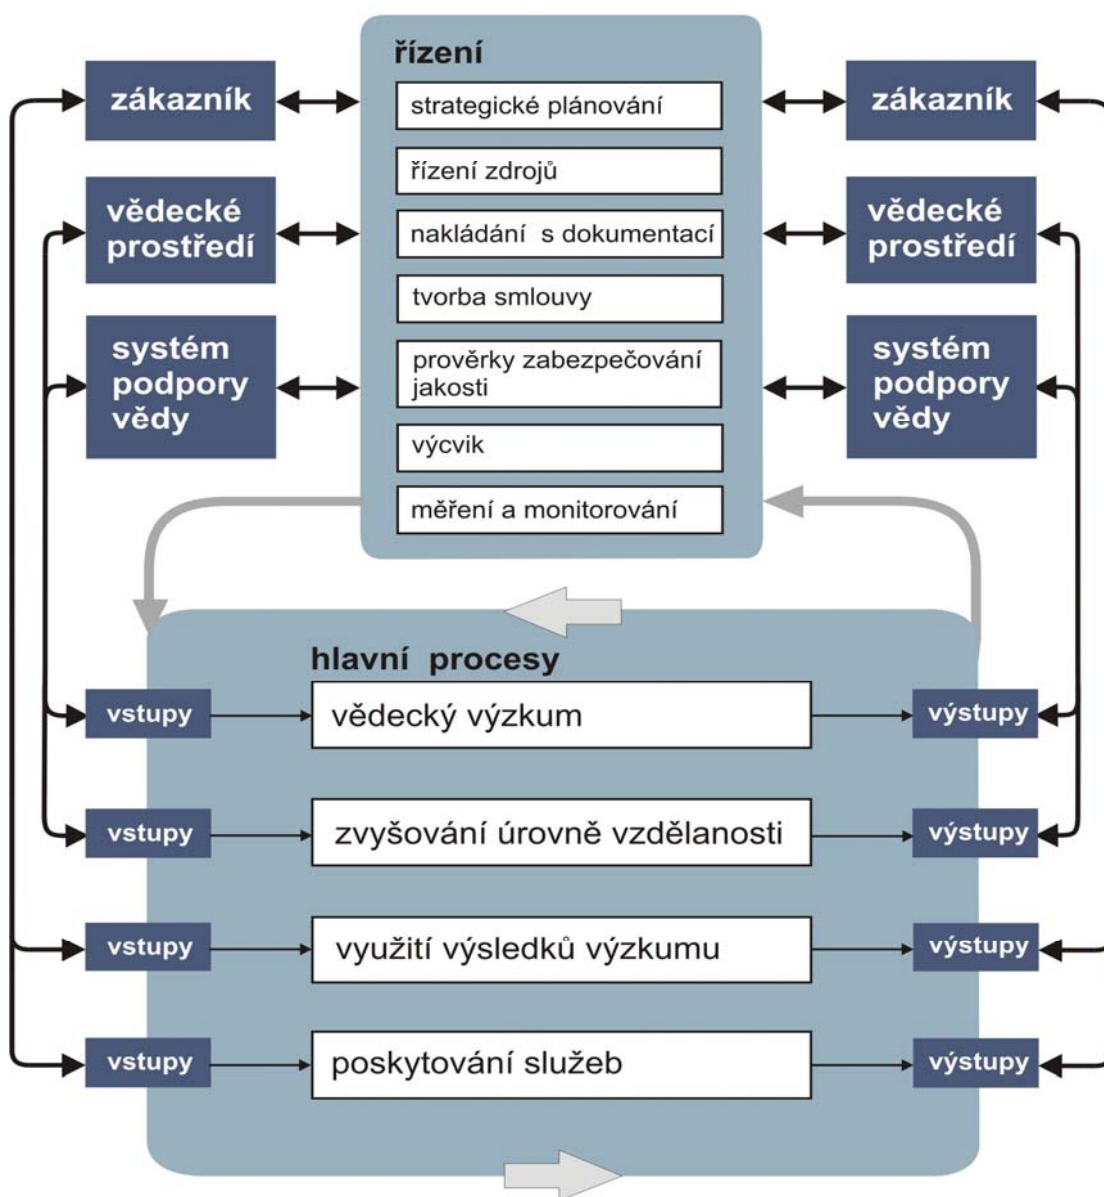 řízení
zákazník
strategické plánování
zákazník
řízení zdrojů
vědecké
prostředí
nakládání s dokumentací
vědecké
prostředí
tvorba smlouvy
systém
podpory
vědy
prověrky zabezpečování
jakosti
systém
podpory
vědy
výcvik
měření a monitorování
hlavní procesy
vstupy
vědecký výzkum
výstupy
vstupy
zvyšování úrovně vzdělanosti
výstupy
vstupy
využití výsledků výzkumu
výstupy
vstupy
poskytování služeb
výstupy